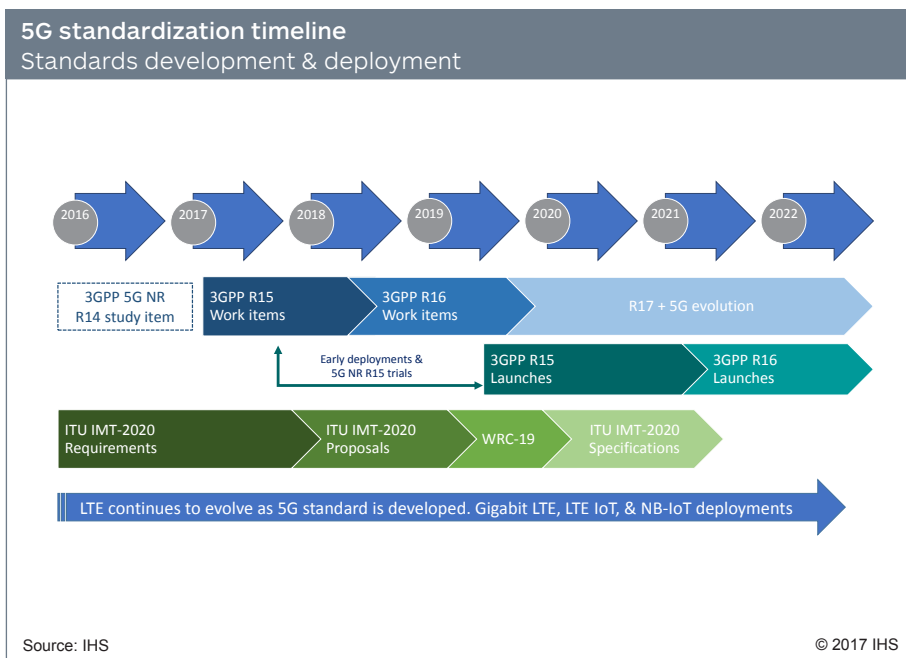 5G standardization timeline
Standards development & deployment
2016
2017
2018
2019
2020
2021
2022
3GPP 5G NR
R14 study item
3GPP R15
Work items
3GPP R16
Work items
R17 + 5G evolution
Early deployments &
5G NR R15 trials
3GPP R15
Launches
3GPP R16
Launches
ITU IMT-2020
Requirements
ITU IMT-2020
Proposals
WRC-19
ITU IMT-2020
Specifications
LTE continues to evolve as 5G standard is developed. Gigabit LTE, LTE IoT, & NB-IoT deployments
Source: IHS
© 2017 IHS